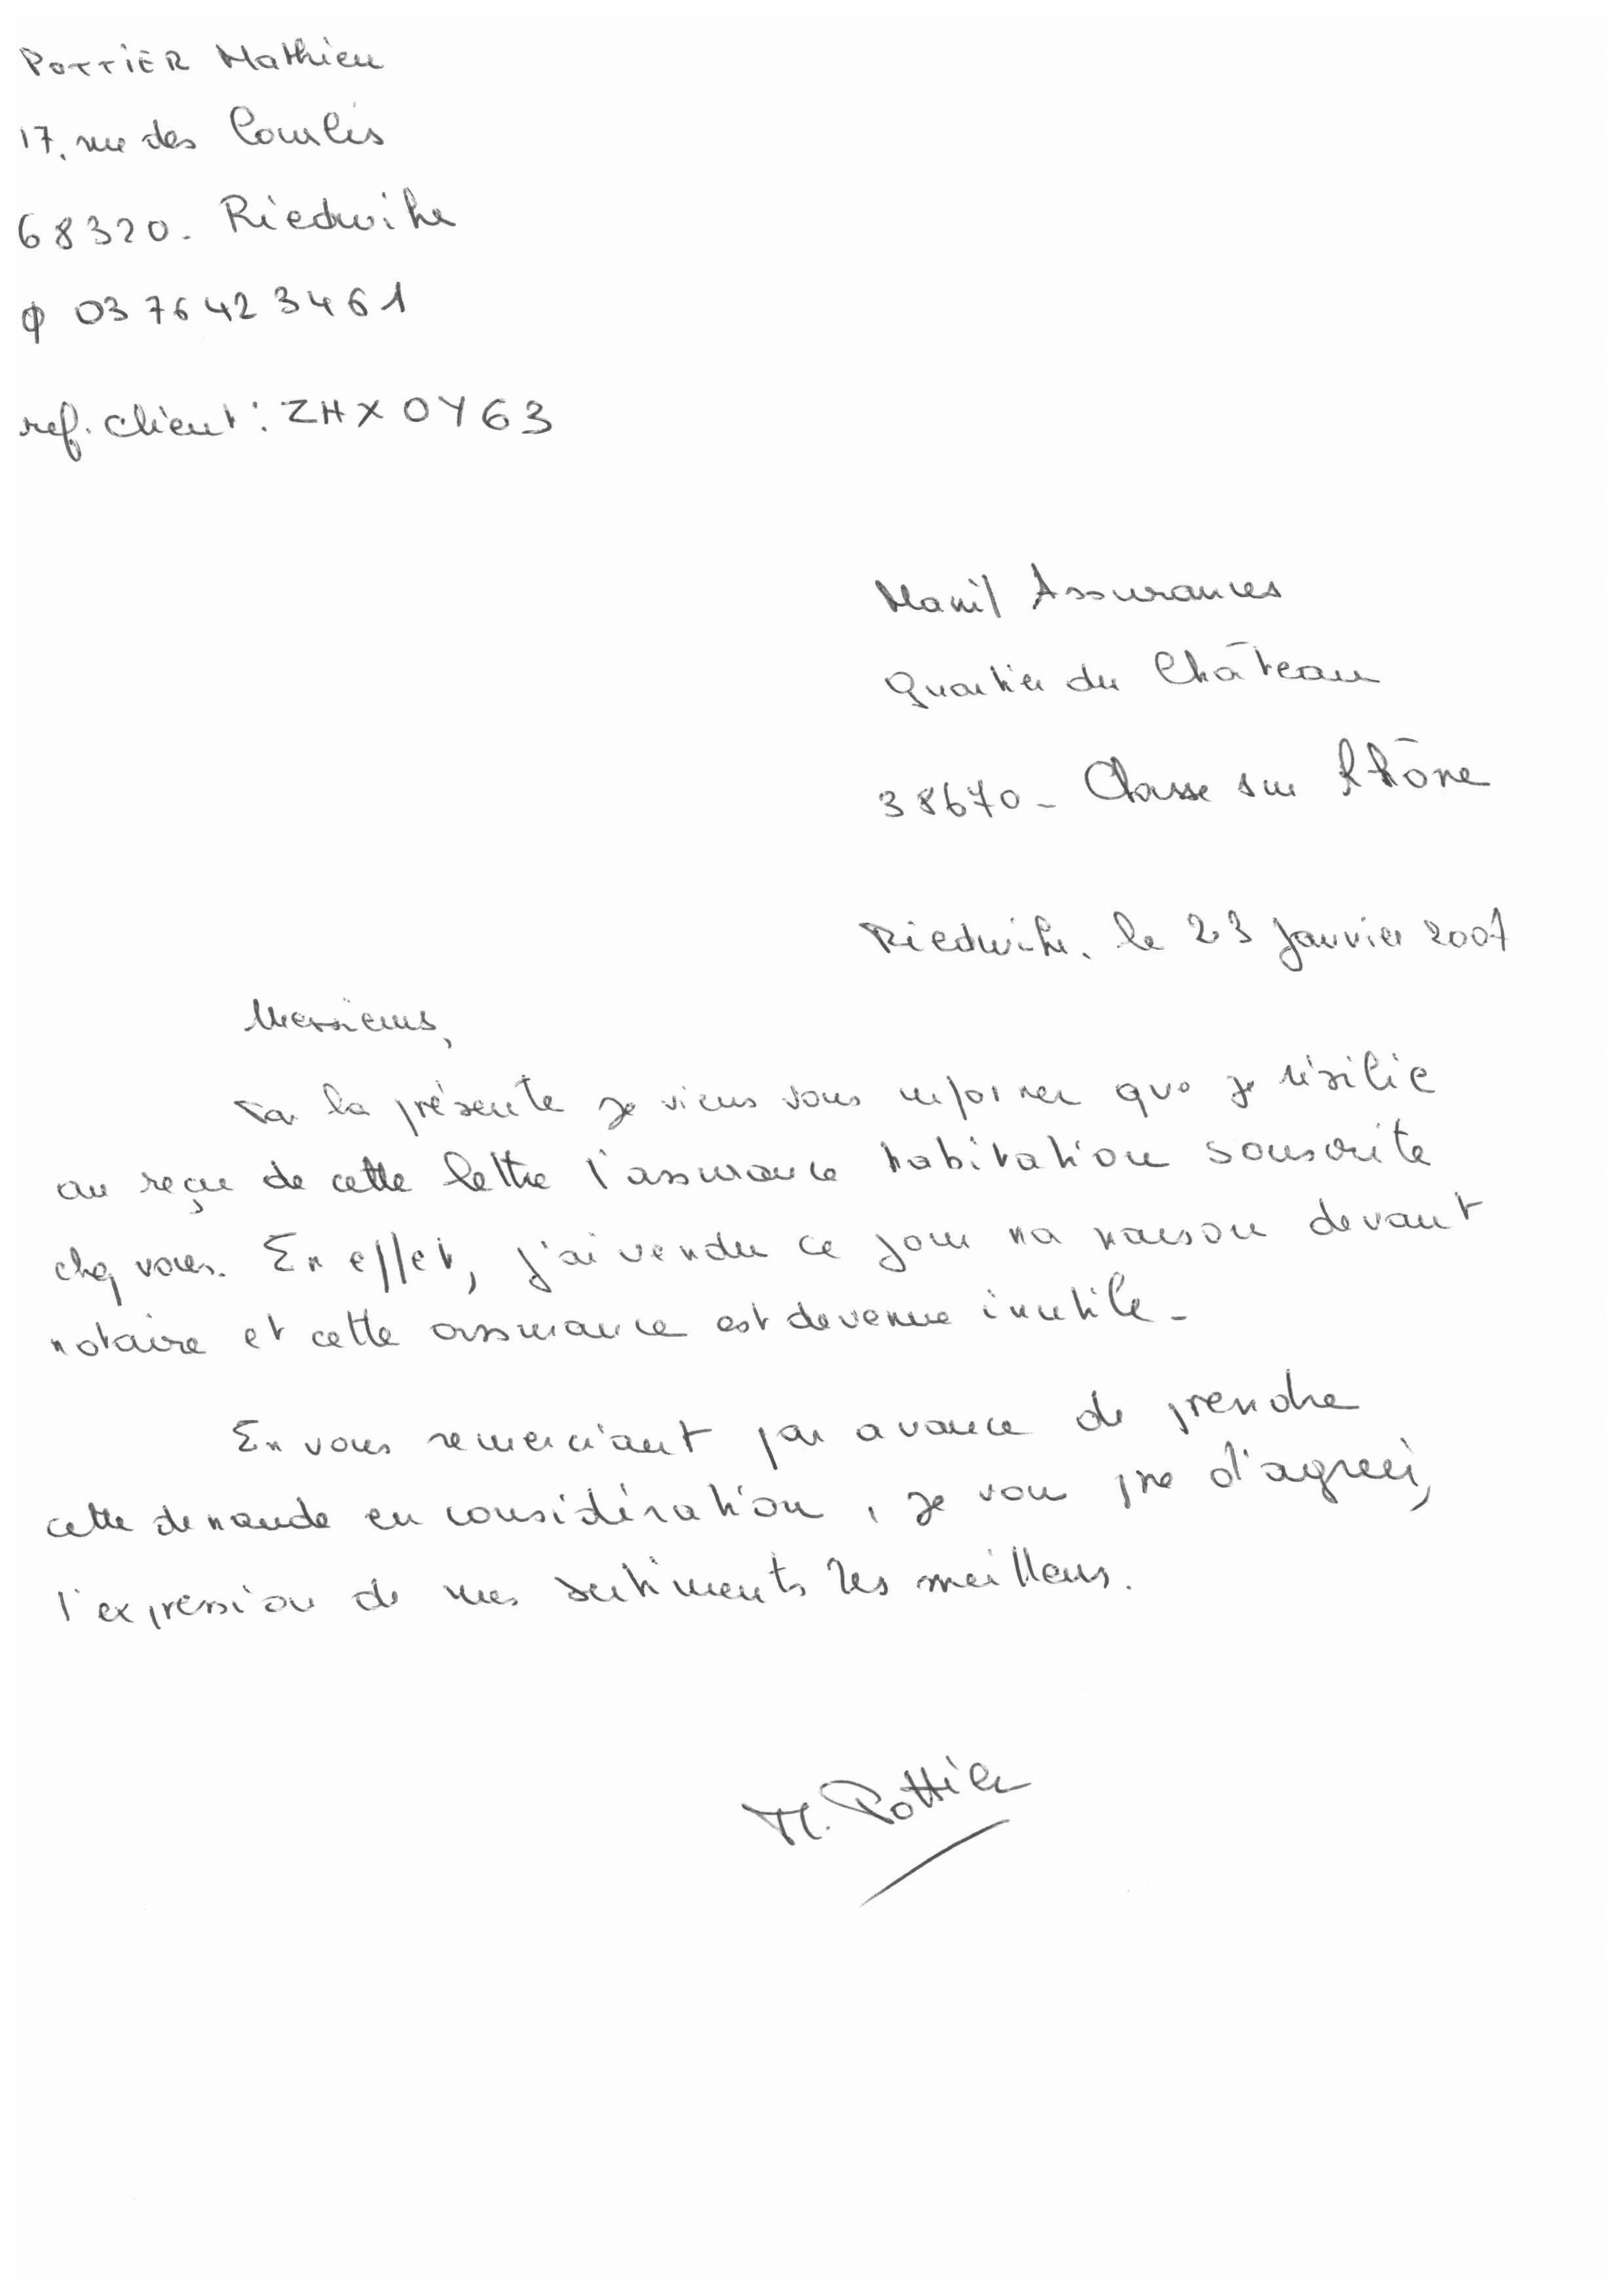 POTTIER Mathieu
17, rue des Courlis
68320 - Riedwihr
03 76 42 34 61
ref. client : ZHXOY63
Manil Assurances
Quartier du Château
38670 - Chasse sur Rhône
Riedwihr, le 23 janvier 2007
Messieurs,
Par la présente je viens vous informer que je résilie
au reçu de cette lettre l'assurance habitation souscrite
chez vous. En effet, j'ai vendu ce jour ma maison devant
notaire et cette assurance est devenue inutile -
En vous remerciant par avance de prendre
cette demande en considération, je vou prie d'agréer,
l'expression de mes sentiments les meilleurs.
M. Pottier